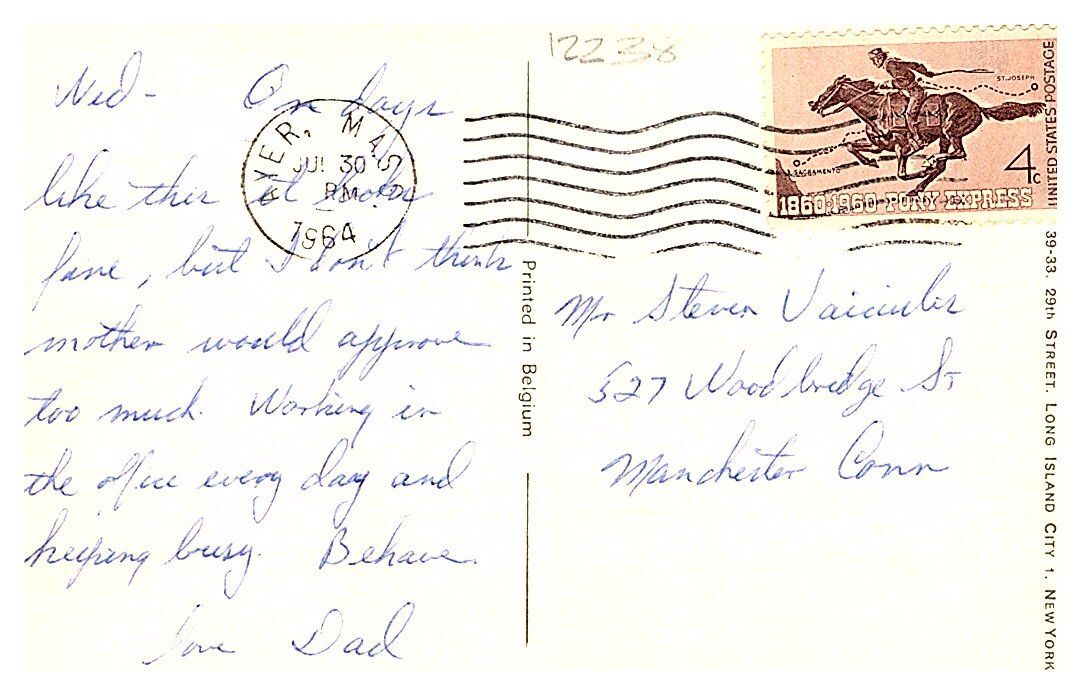 12238
Wed - On days
like this it looks
fine, but I don't think
mother would approve
too much. Working in
the office every day and
keeping busy. Behave.
Love Dad
AYER, MASS.
JUL 30
PM
1964
ST. JOSEPH
SACRAMENTO
4c
1860·1960 PONY EXPRESS
UNITED STATES POSTAGE
Printed in Belgium
Mr Steven
527 Woodbridge St
Manchester Conn
39-33. 29th STREET. LONG ISLAND CITY 1. NEW YORK